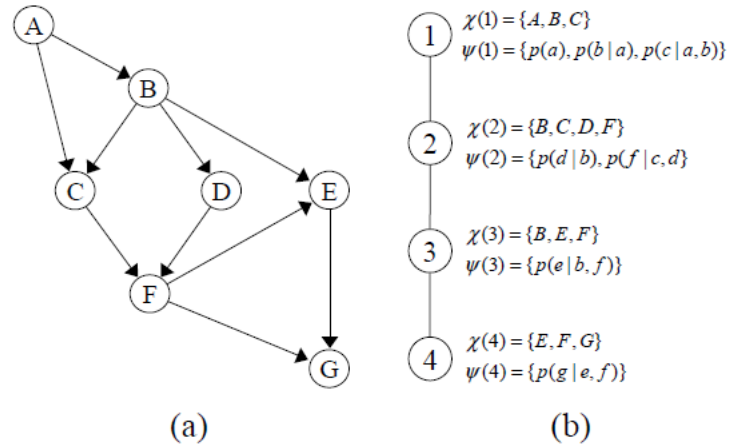 A
B
C
D
E
F
G
(a)
1
χ(1) = {A, B, C}
ψ(1) = {p(a), p(b | a), p(c | a, b)}
2
χ(2) = {B, C, D, F}
ψ(2) = {p(d | b), p(f | c, d}
3
χ(3) = {B, E, F}
ψ(3) = {p(e | b, f)}
4
χ(4) = {E, F, G}
ψ(4) = {p(g | e, f)}
(b)